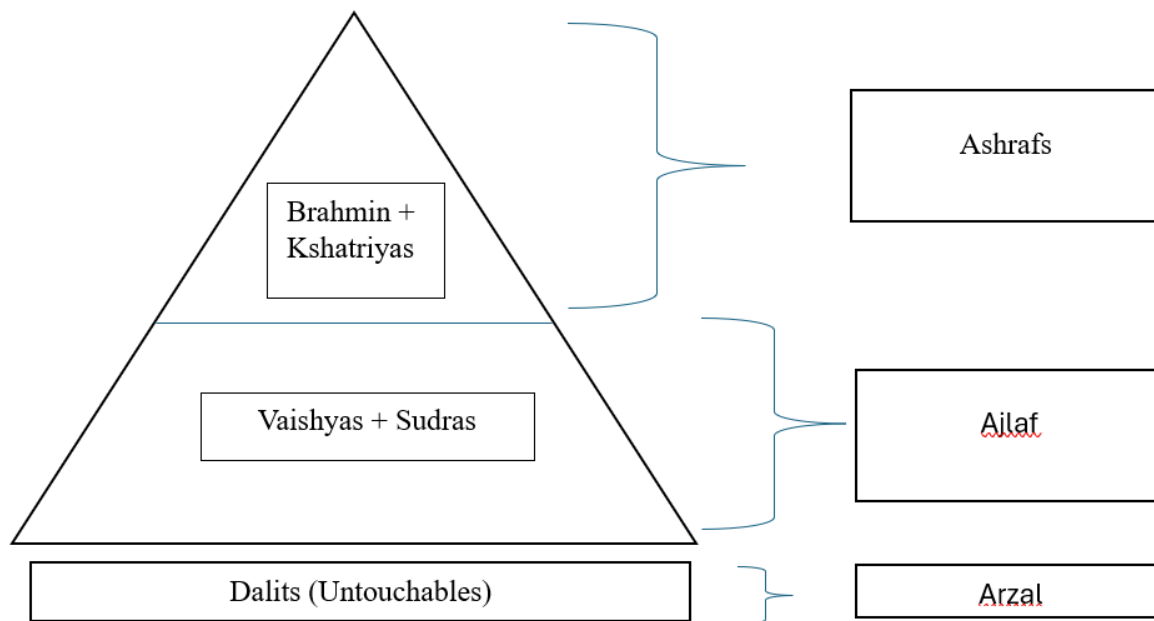 Brahmin +
Kshatriyas
Ashrafs
Vaishyas + Sudras
Ajlaf
Dalits (Untouchables)
Arzal